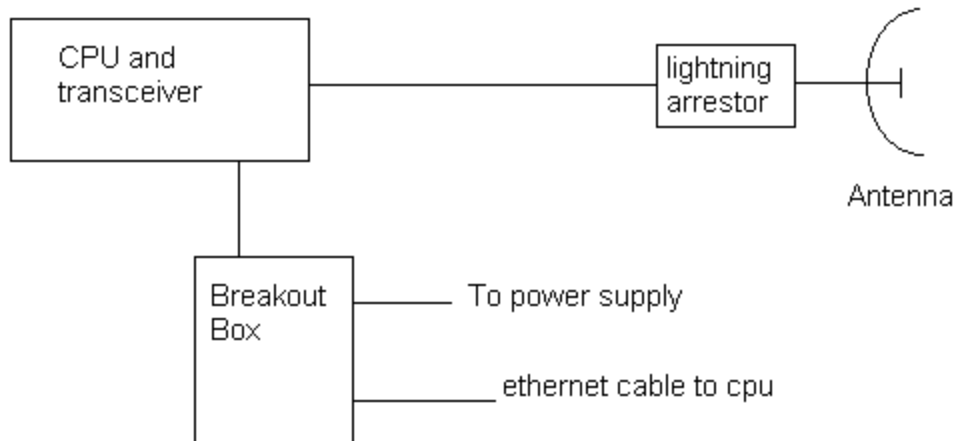 CPU and
transceiver
lightning
arrestor
Antenna
Breakout
Box
To power supply
ethernet cable to cpu